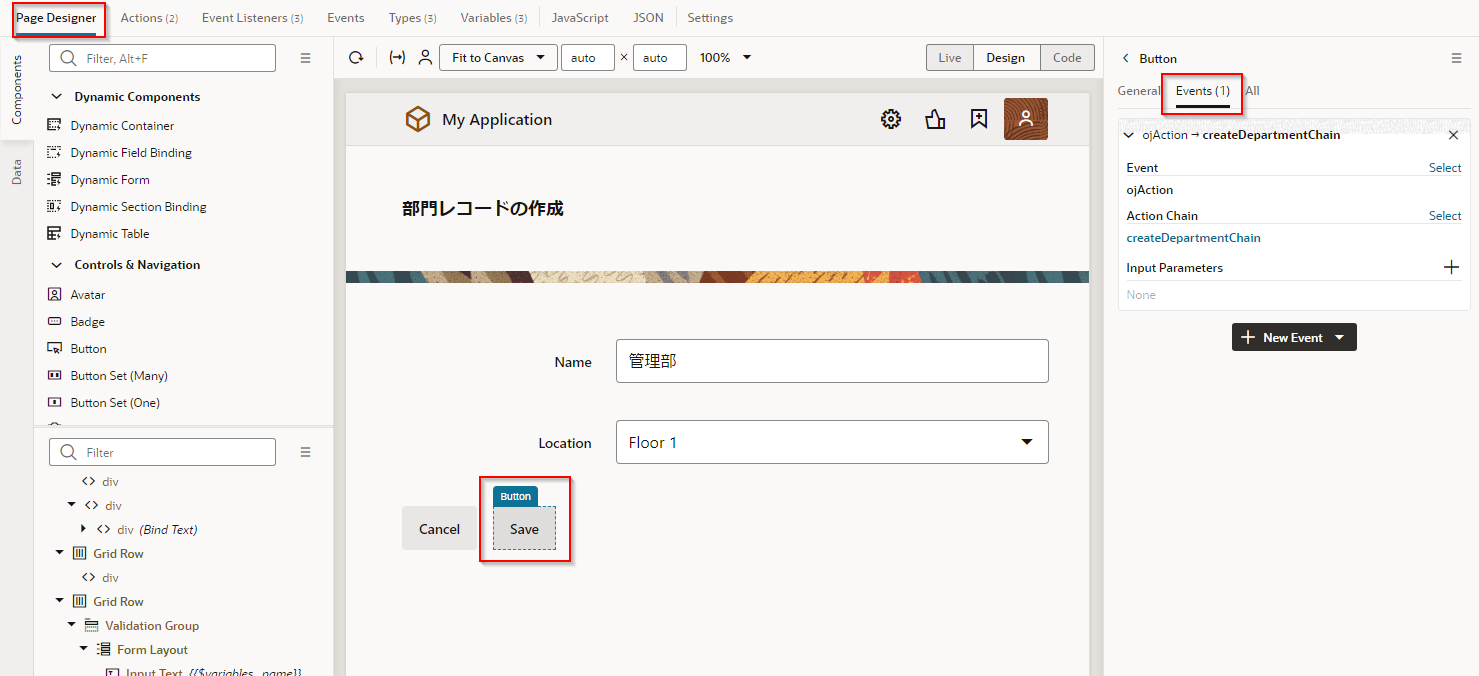 Page Designer Actions (2) Event Listeners (3) Events Types (3) Variables (3) JavaScript JSON Settings
Components
Data
Filter, Alt+F
Dynamic Components
Dynamic Container
Dynamic Field Binding
Dynamic Form
Dynamic Section Binding
Dynamic Table
Controls & Navigation
Avatar
Badge
Button
Button Set (Many)
Button Set (One)
Filter
div
div
div (Bind Text)
Grid Row
div
Grid Row
Validation Group
Form Layout
Input Text {{$variables...name}}
Fit to Canvas auto × auto 100% Live Design Code
My Application
部門レコードの作成
Name 管理部
Location Floor 1
Button
Cancel Save
Button
General Events (1) All
ojAction → createDepartmentChain
Event Select
ojAction
Action Chain Select
createDepartmentChain
Input Parameters
None
New Event